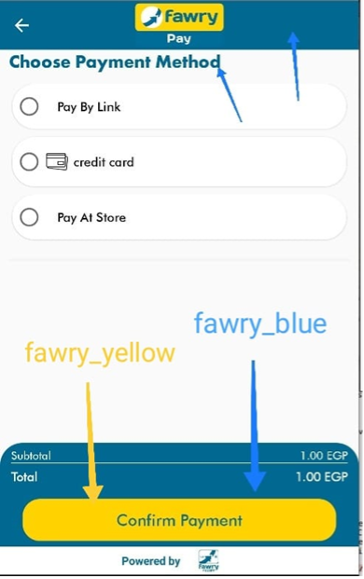 fawry
Pay
Choose Payment Method
Pay By Link
credit card
Pay At Store
fawry_blue
fawry_yellow
Subtotal 1.00 EGP
Total 1.00 EGP
Confirm Payment
Powered by